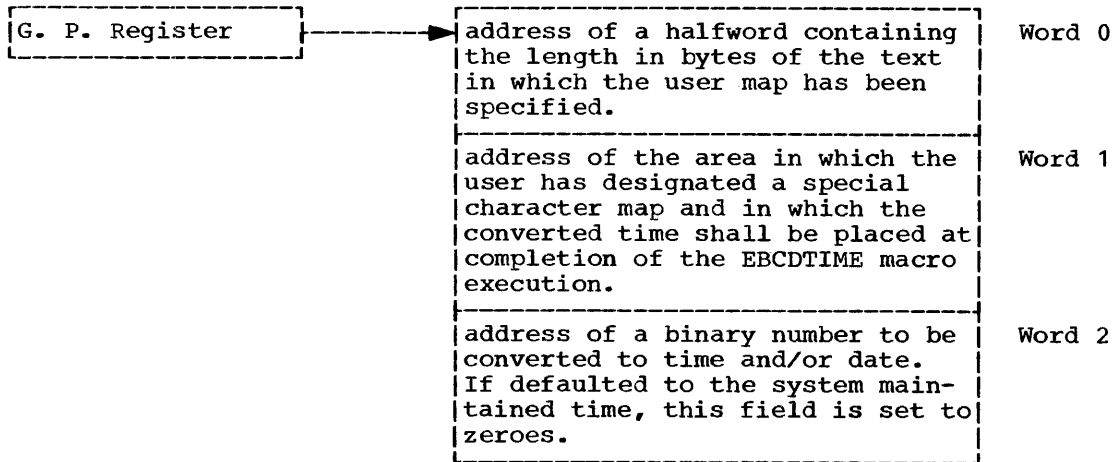 G. P. Register
address of a halfword containing Word 0
the length in bytes of the text
in which the user map has been
specified.
address of the area in which the Word 1
user has designated a special
character map and in which the
converted time shall be placed at
completion of the EBCDTIME macro
execution.
address of a binary number to be Word 2
converted to time and/or date.
If defaulted to the system main-
tained time, this field is set to
zeroes.